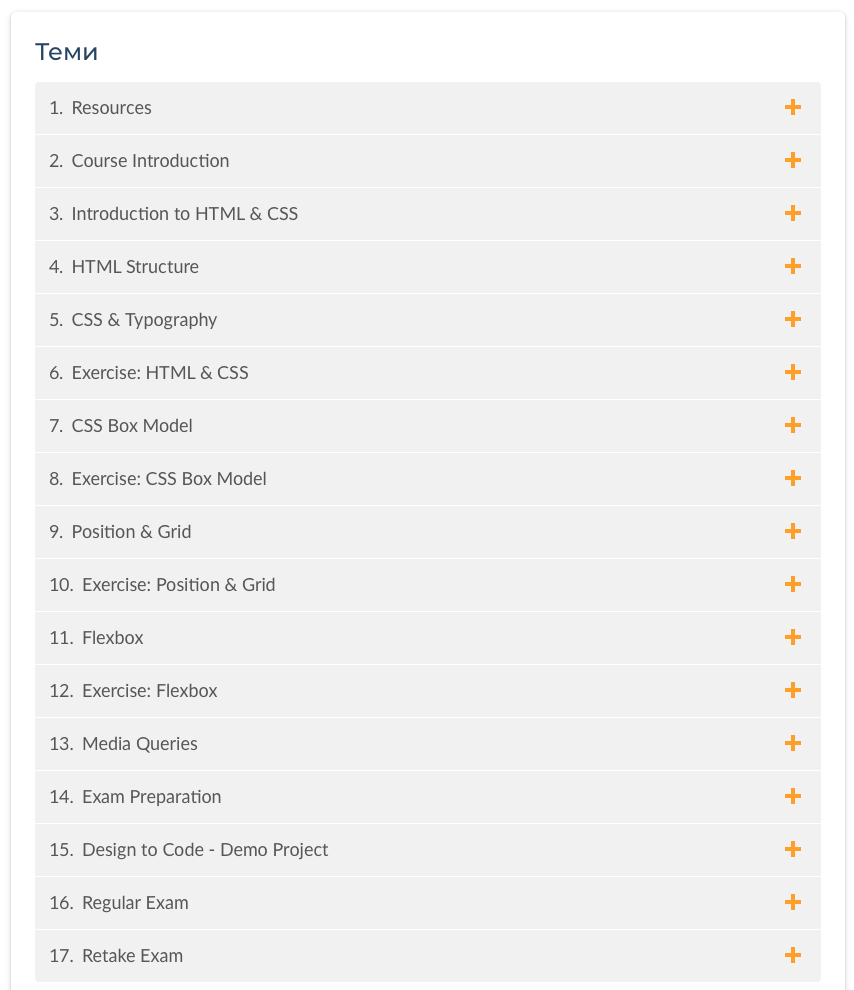 Теми
1. Resources
2. Course Introduction
3. Introduction to HTML & CSS
4. HTML Structure
5. CSS & Typography
6. Exercise: HTML & CSS
7. CSS Box Model
8. Exercise: CSS Box Model
9. Position & Grid
10. Exercise: Position & Grid
11. Flexbox
12. Exercise: Flexbox
13. Media Queries
14. Exam Preparation
15. Design to Code - Demo Project
16. Regular Exam
17. Retake Exam